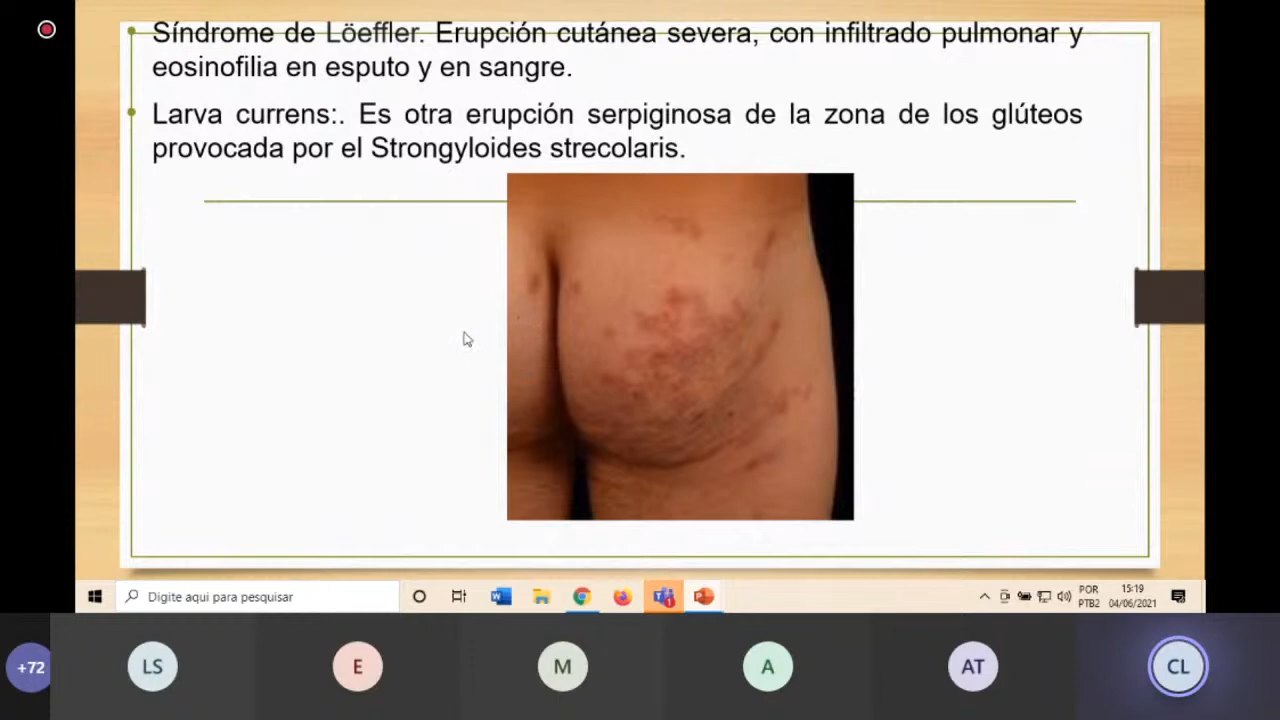 Síndrome de Löeffler. Erupción cutánea severa, con infiltrado pulmonar y
eosinofilia en esputo y en sangre.
Larva currens:. Es otra erupción serpiginosa de la zona de los glúteos
provocada por el Strongyloides strecolaris.
Digite aqui para pesquisar
POR
PTB2
15:19
04/06/2021
+72
LS
E
M
A
AT
CL